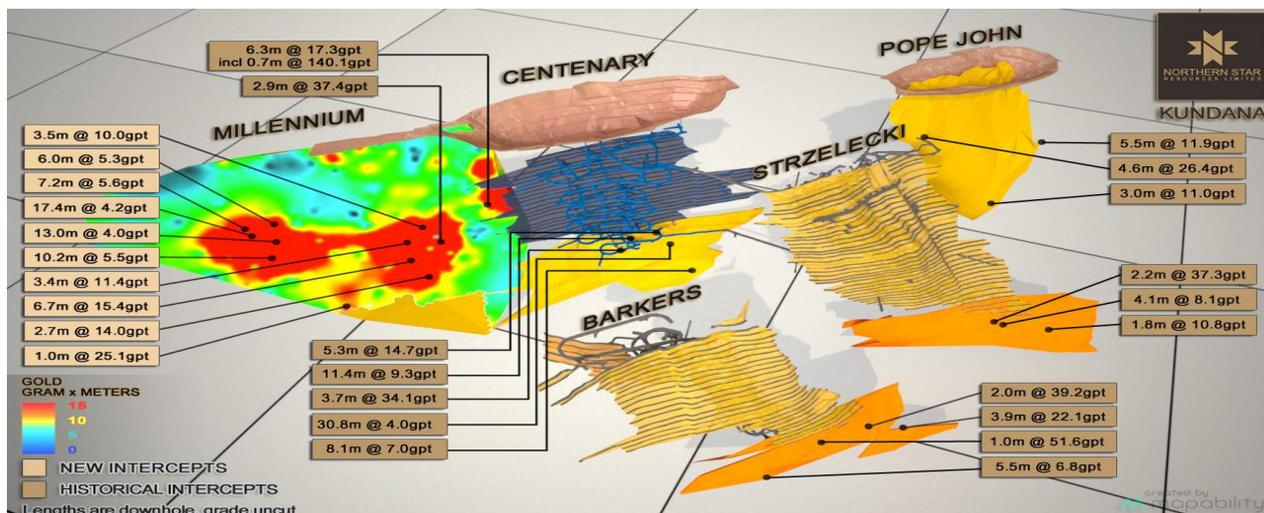 6.3m @ 17.3gpt
incl 0.7m @ 140.1gpt
2.9m @ 37.4gpt
MILLENNIUM
CENTENARY
POPE JOHN
STRZELECKI
BARKERS
NORTHERN STAR
RESOURCES LIMITED
KUNDANA
3.5m @ 10.0gpt
6.0m @ 5.3gpt
7.2m @ 5.6gpt
17.4m @ 4.2gpt
13.0m @ 4.0gpt
10.2m @ 5.5gpt
3.4m @ 11.4gpt
6.7m @ 15.4gpt
2.7m @ 14.0gpt
1.0m @ 25.1gpt
5.5m @ 11.9gpt
4.6m @ 26.4gpt
3.0m @ 11.0gpt
2.2m @ 37.3gpt
4.1m @ 8.1gpt
1.8m @ 10.8gpt
5.3m @ 14.7gpt
11.4m @ 9.3gpt
3.7m @ 34.1gpt
30.8m @ 4.0gpt
8.1m @ 7.0gpt
2.0m @ 39.2gpt
3.9m @ 22.1gpt
1.0m @ 51.6gpt
5.5m @ 6.8gpt
GOLD
GRAM x METERS
15
10
5
0
NEW INTERCEPTS
HISTORICAL INTERCEPTS
Lengths are downhole, grade uncut
created by
mapability